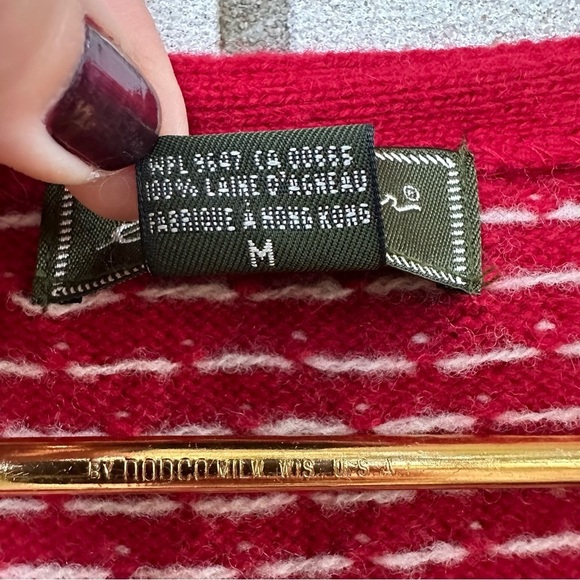 WPL 9647 CA 00665
100% LAINE D'AGNEAU
FABRIQUE À HONG KONG
M
BY DODCO MILW. WIS. U.S.A.